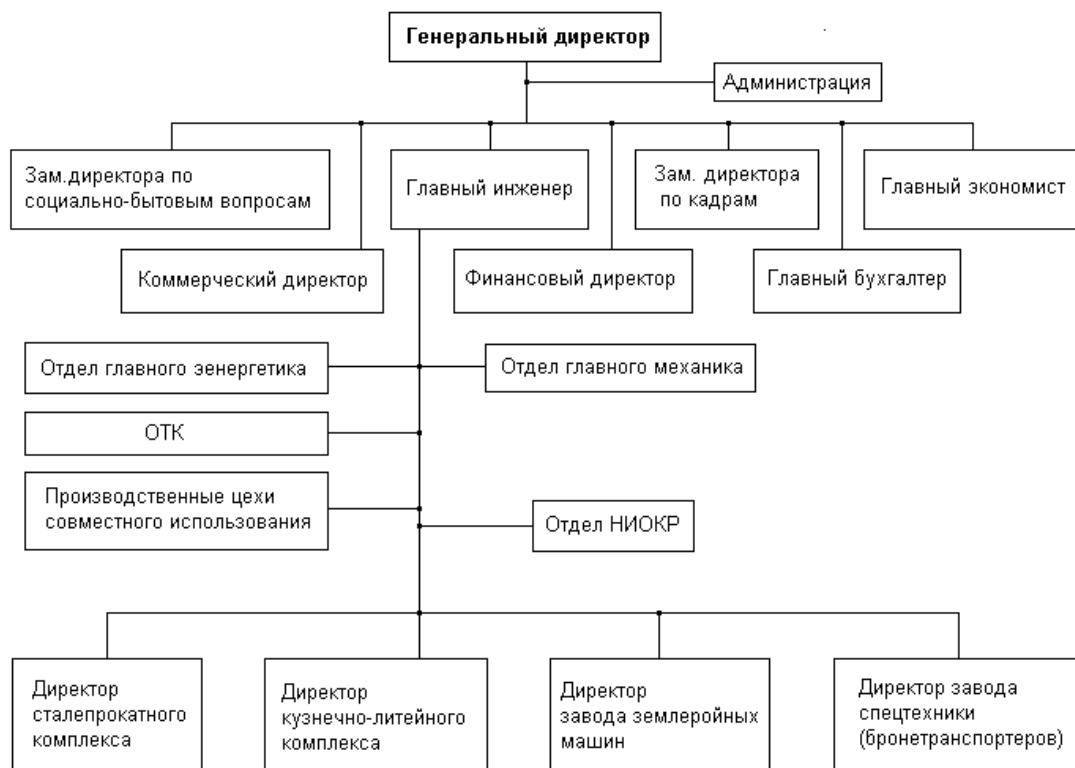 Генеральный директор
Администрация
Зам.директора по
социально-бытовым вопросам
Главный инженер
Зам. директора
по кадрам
Главный экономист
Коммерческий директор
Финансовый директор
Главный бухгалтер
Отдел главного эенергетика
Отдел главного механика
ОТК
Производственные цехи
совместного использования
Отдел НИОКР
Директор
сталепрокатного
комплекса
Директор
кузнечно-литейного
комплекса
Директор
завода землеройных
машин
Директор завода
спецтехники
(бронетранспортеров)